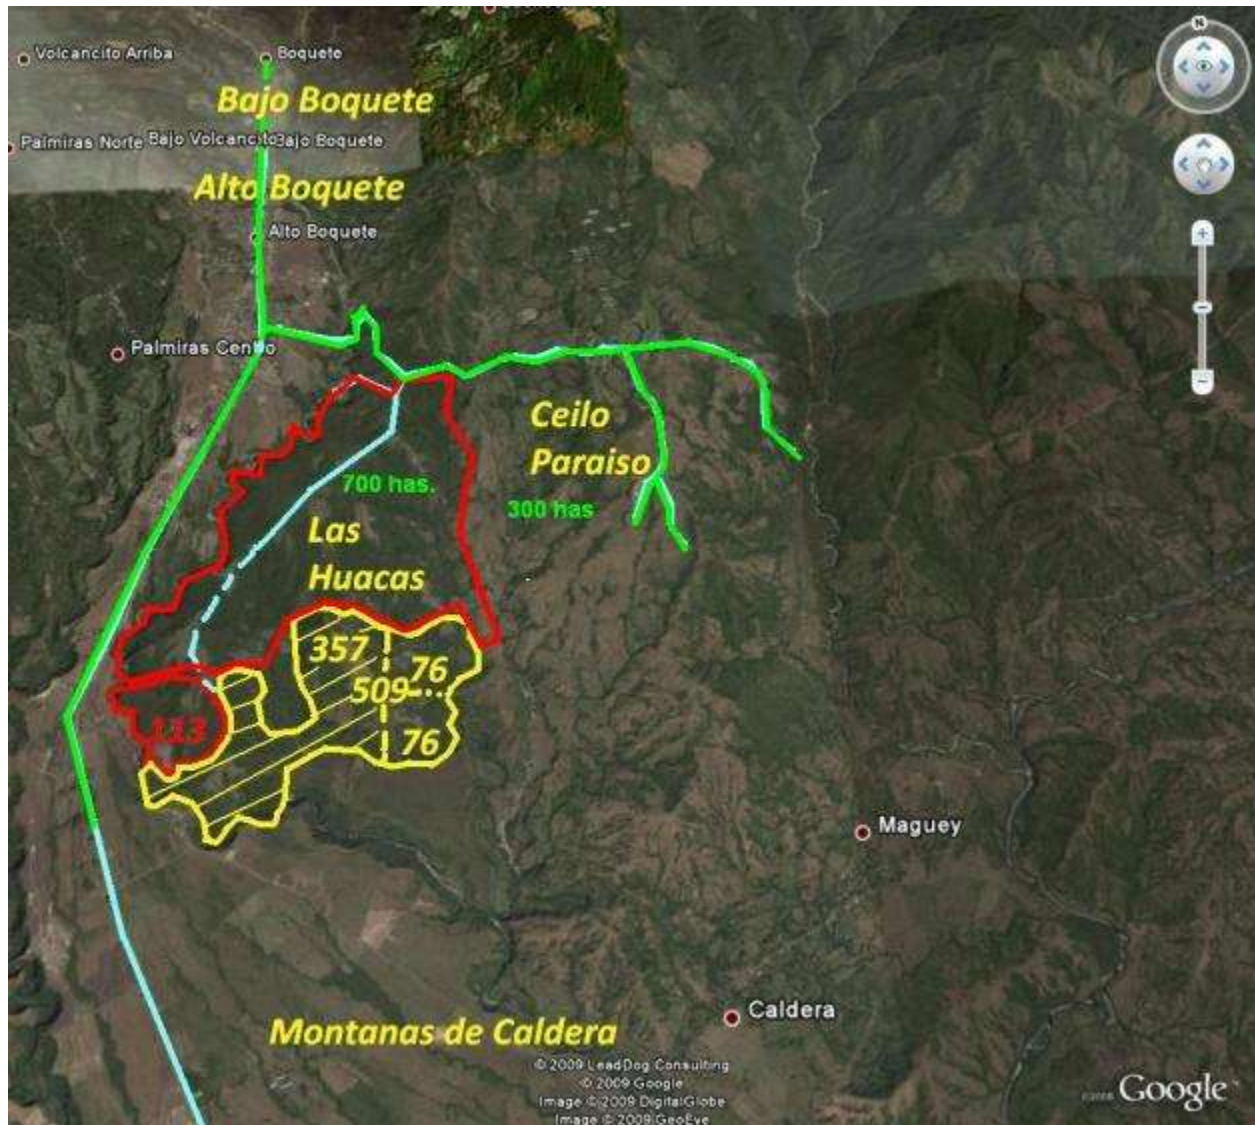 Volcancito Arriba
Boquete
Bajo Boquete
Palmiras Norte
Bajo Volcancito
Bajo Boquete
Alto Boquete
Alto Boquete
Palmiras Centro
Ceilo
Paraiso
700 has.
300 has
Las
Huacas
357
76
509
113
76
Maguey
Caldera
Montanas de Caldera
© 2009 LeadDog Consulting
© 2009 Google
Image © 2009 DigitalGlobe
Image © 2009 GeoEye
Google
N